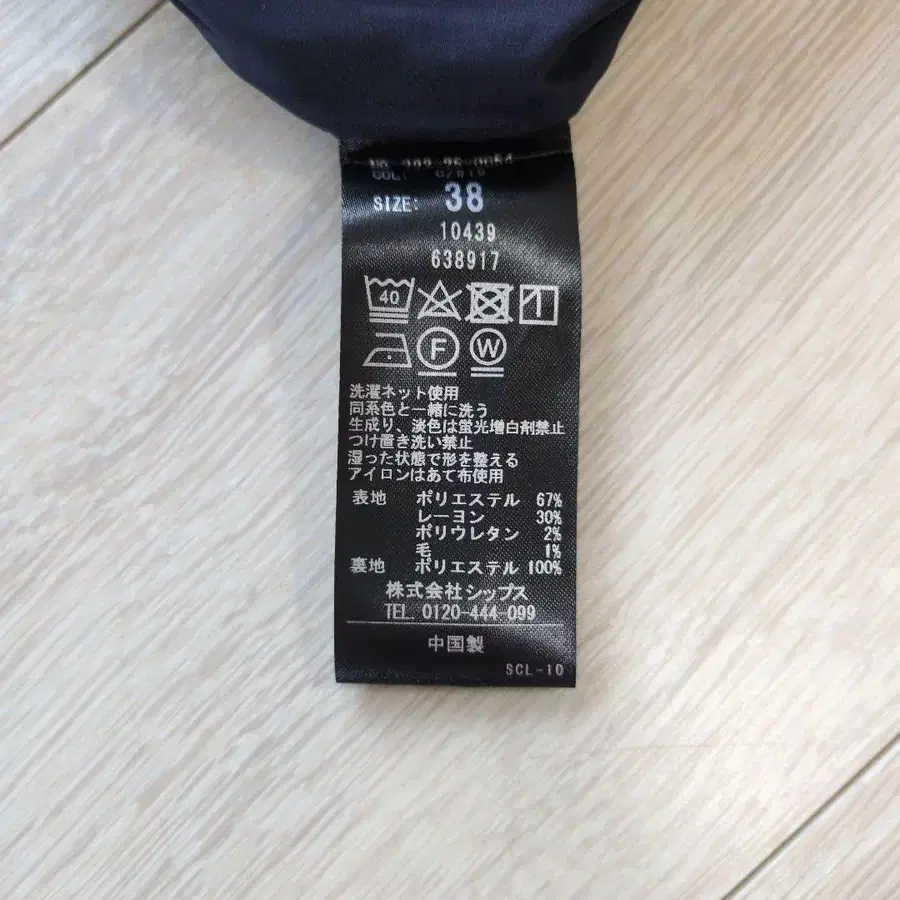 SIZE: 38
10439
638917
40
F W
洗濯ネット使用
同系色と一緒に洗う
生成り、淡色は蛍光増白剤禁止
つけ置き洗い禁止
湿った状態で形を整える
アイロンはあて布使用
表地 ポリエステル 67%
レーヨン 30%
ポリウレタン 2%
毛 1%
裏地 ポリエステル 100%
株式会社シップス
TEL. 0120-444-099
中国製
SCL-10